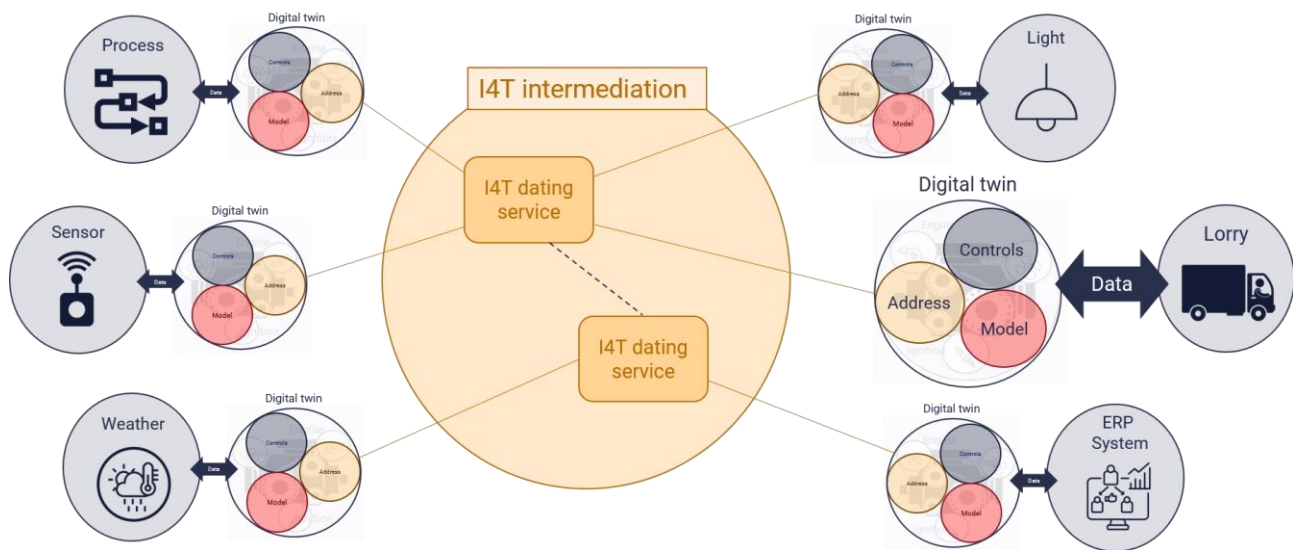 Process
Data
Digital twin
Controls
Address
Model
Sensor
Data
Digital twin
Controls
Address
Model
Weather
Data
Digital twin
Controls
Address
Model
I4T intermediation
I4T dating
service
I4T dating
service
Digital twin
Controls
Address
Model
Data
Light
Digital twin
Controls
Address
Model
Ignition
Data
Lorry
Digital twin
Controls
Address
Model
Data
ERP
System